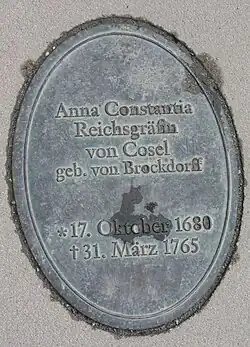 Anna Constantia
Reichsgräfin
von Cosel
geb. von Brockdorff
* 17. Oktober 1680
† 31. März 1765